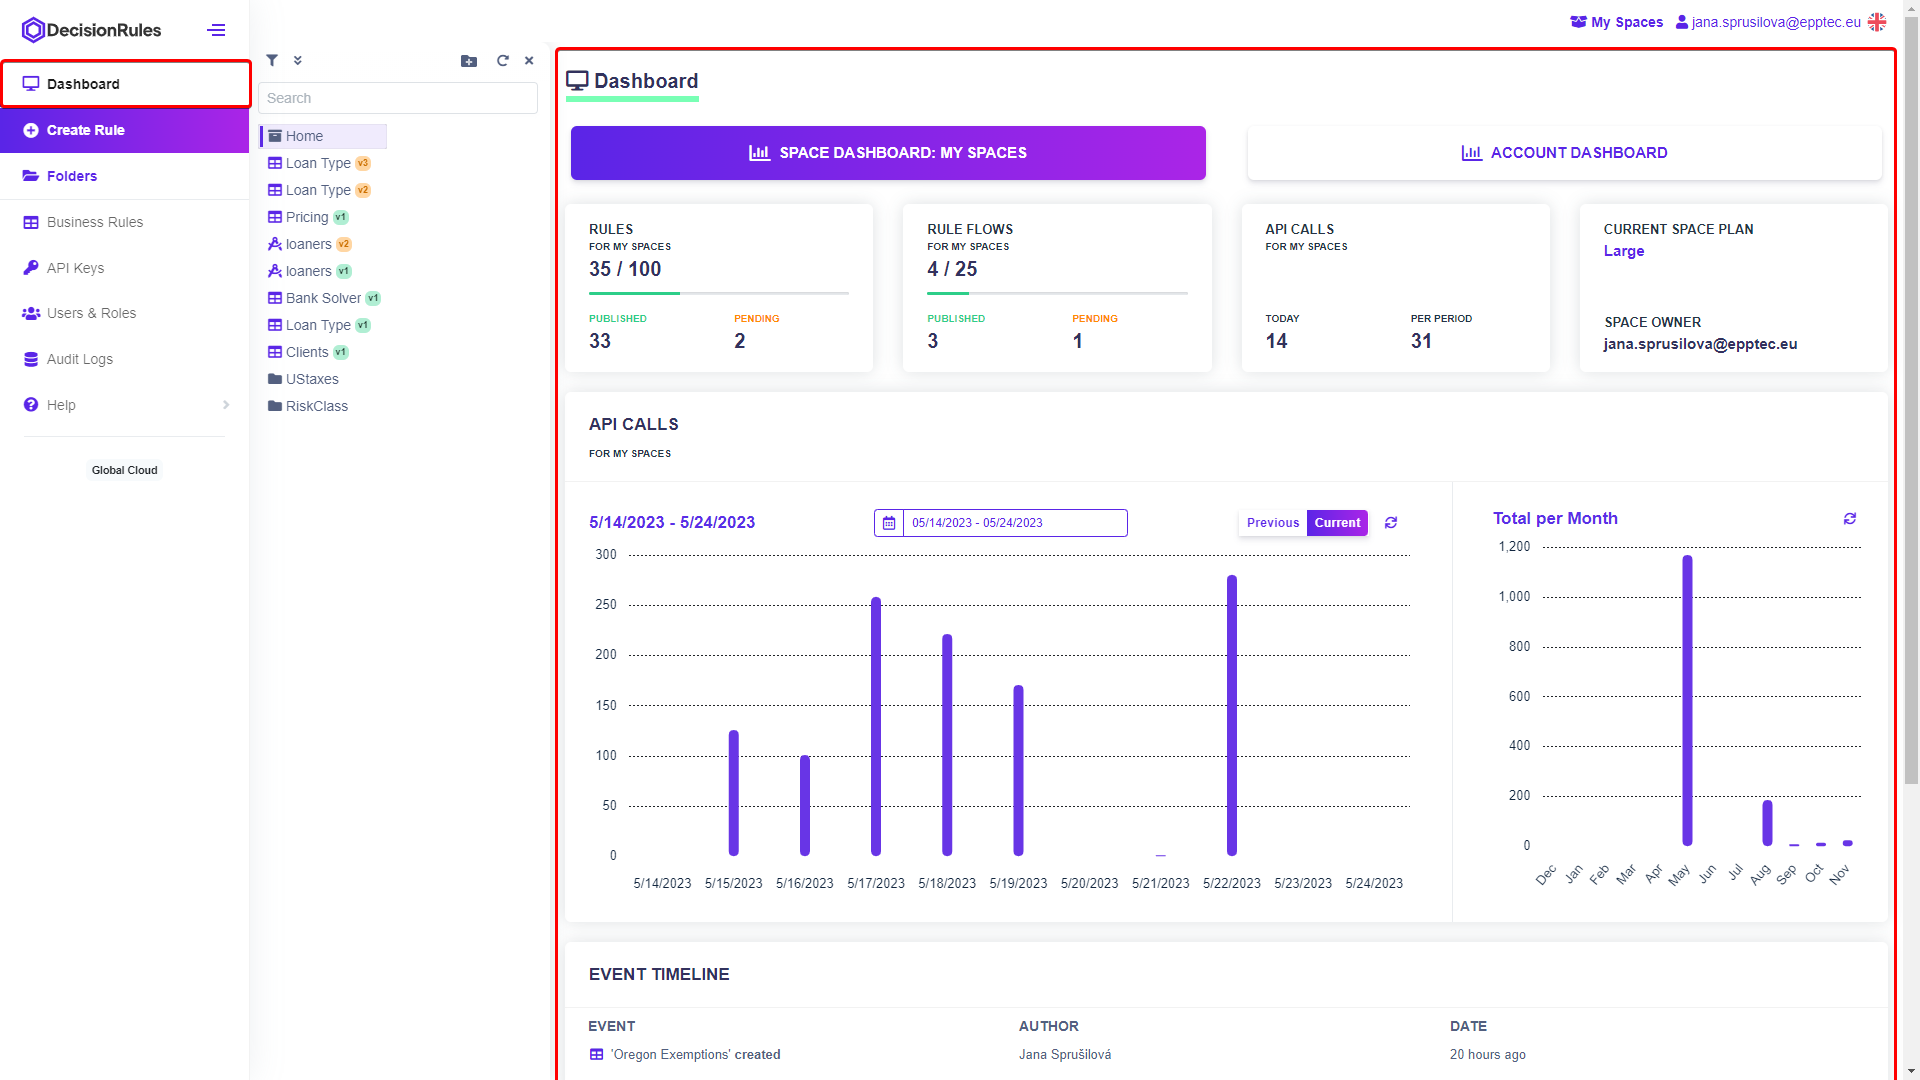 DecisionRules
My Spaces
jana.sprusilova@epptec.eu
Dashboard
Create Rule
Folders
Business Rules
API Keys
Users & Roles
Audit Logs
Help
Global Cloud
Search
Home
Loan Type v3
Loan Type v2
Pricing v1
loaners v2
loaners v1
Bank Solver v1
Loan Type v1
Clients v1
UStaxes
RiskClass
Dashboard
SPACE DASHBOARD: MY SPACES
ACCOUNT DASHBOARD
RULES
FOR MY SPACES
35 / 100
PUBLISHED PENDING
33 2
RULE FLOWS
FOR MY SPACES
4 / 25
PUBLISHED PENDING
3 1
API CALLS
FOR MY SPACES
TODAY PER PERIOD
14 31
CURRENT SPACE PLAN
Large
SPACE OWNER
jana.sprusilova@epptec.eu
API CALLS
FOR MY SPACES
5/14/2023 - 5/24/2023
05/14/2023 - 05/24/2023
Previous Current
300
250
200
150
100
50
0
5/14/2023 5/15/2023 5/16/2023 5/17/2023 5/18/2023 5/19/2023 5/20/2023 5/21/2023 5/22/2023 5/23/2023 5/24/2023
Total per Month
1,200
1,000
800
600
400
200
0
Dec Jan Feb Mar Apr May Jun Jul Aug Sep Oct Nov
EVENT TIMELINE
EVENT AUTHOR DATE
'Oregon Exemptions' created Jana Sprušilová 20 hours ago